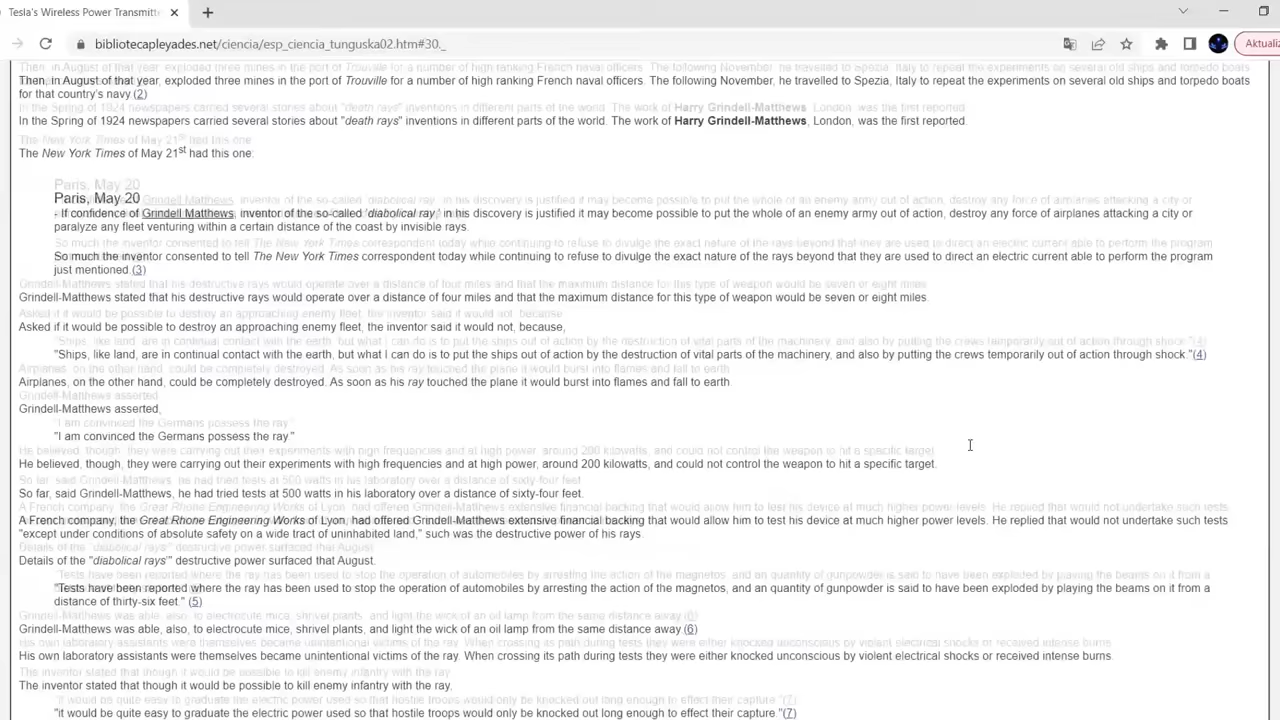 Tesla's Wireless Power Transmitte
bibliotecapleyades.net/ciencia/esp_ciencia_tunguska02.htm#30._
Aktualiz
Then, in August of that year, exploded three mines in the port of Trouville for a number of high ranking French naval officers. The following November, he travelled to Spezia, Italy to repeat the experiments on several old ships and torpedo boats
for that country's navy.(2)
In the Spring of 1924 newspapers carried several stories about "death rays" inventions in different parts of the world. The work of Harry Grindell-Matthews, London, was the first reported.
The New York Times of May 21st had this one:
Paris, May 20
- If confidence of Grindell Matthews, inventor of the so-called 'diabolical ray,' in his discovery is justified it may become possible to put the whole of an enemy army out of action, destroy any force of airplanes attacking a city or
paralyze any fleet venturing within a certain distance of the coast by invisible rays.
So much the inventor consented to tell The New York Times correspondent today while continuing to refuse to divulge the exact nature of the rays beyond that they are used to direct an electric current able to perform the program
just mentioned.(3)
Grindell-Matthews stated that his destructive rays would operate over a distance of four miles and that the maximum distance for this type of weapon would be seven or eight miles.
Asked if it would be possible to destroy an approaching enemy fleet, the inventor said it would not, because,
"Ships, like land, are in continual contact with the earth, but what I can do is to put the ships out of action by the destruction of vital parts of the machinery, and also by putting the crews temporarily out of action through shock."(4)
Airplanes, on the other hand, could be completely destroyed. As soon as his ray touched the plane it would burst into flames and fall to earth
Grindell-Matthews asserted,
"I am convinced the Germans possess the ray."
He believed, though, they were carrying out their experiments with high frequencies and at high power, around 200 kilowatts, and could not control the weapon to hit a specific target.
So far, said Grindell-Matthews, he had tried tests at 500 watts in his laboratory over a distance of sixty-four feet.
A French company, the Great Rhone Engineering Works of Lyon, had offered Grindell-Matthews extensive financial backing that would allow him to test his device at much higher power levels. He replied that would not undertake such tests
"except under conditions of absolute safety on a wide tract of uninhabited land," such was the destructive power of his rays.
Details of the "diabolical rays'" destructive power surfaced that August.
"Tests have been reported where the ray has been used to stop the operation of automobiles by arresting the action of the magnetos, and an quantity of gunpowder is said to have been exploded by playing the beams on it from a
distance of thirty-six feet." (5)
Grindell-Matthews was able, also, to electrocute mice, shrivel plants, and light the wick of an oil lamp from the same distance away.(6)
His own laboratory assistants were themselves became unintentional victims of the ray. When crossing its path during tests they were either knocked unconscious by violent electrical shocks or received intense burns.
The inventor stated that though it would be possible to kill enemy infantry with the ray,
"it would be quite easy to graduate the electric power used so that hostile troops would only be knocked out long enough to effect their capture."(7)